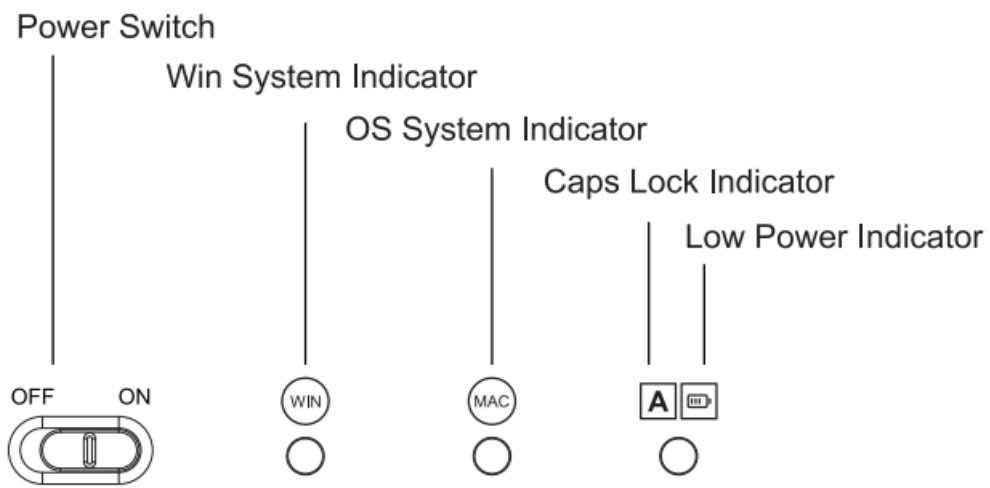 Power Switch
Win System Indicator
OS System Indicator
Caps Lock Indicator
Low Power Indicator
OFF ON
WIN
MAC
A